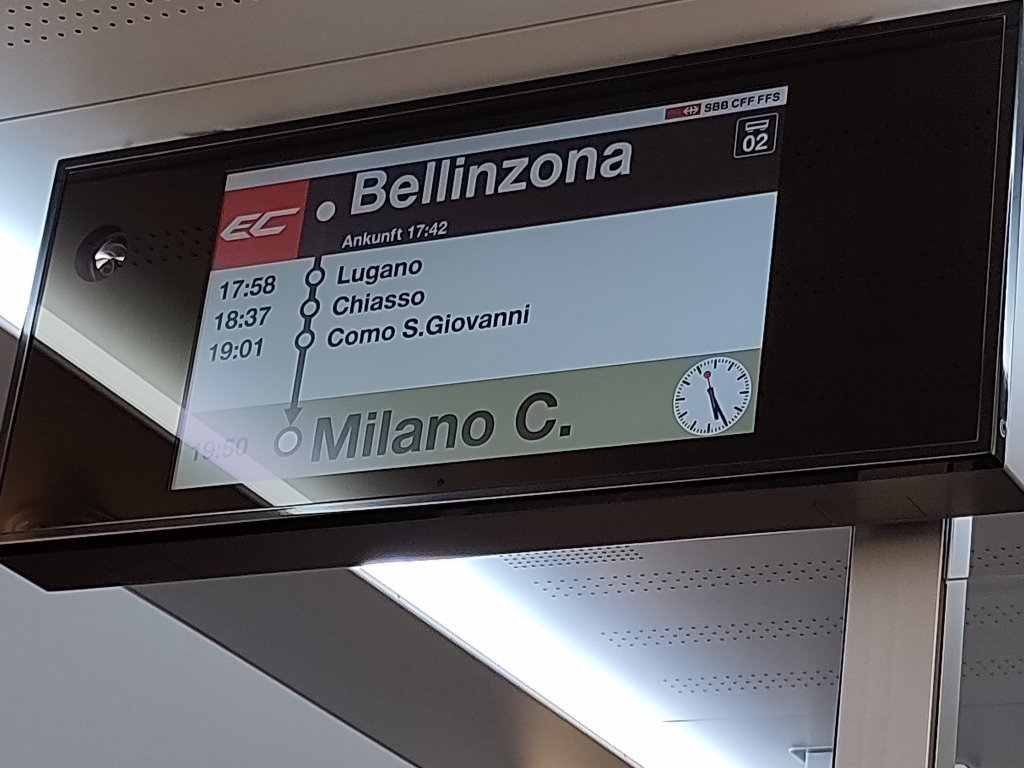 SBB CFF FFS
EC Bellinzona 02
Ankunft 17:42
17:58 Lugano
18:37 Chiasso
19:01 Como S.Giovanni
19:50 Milano C.